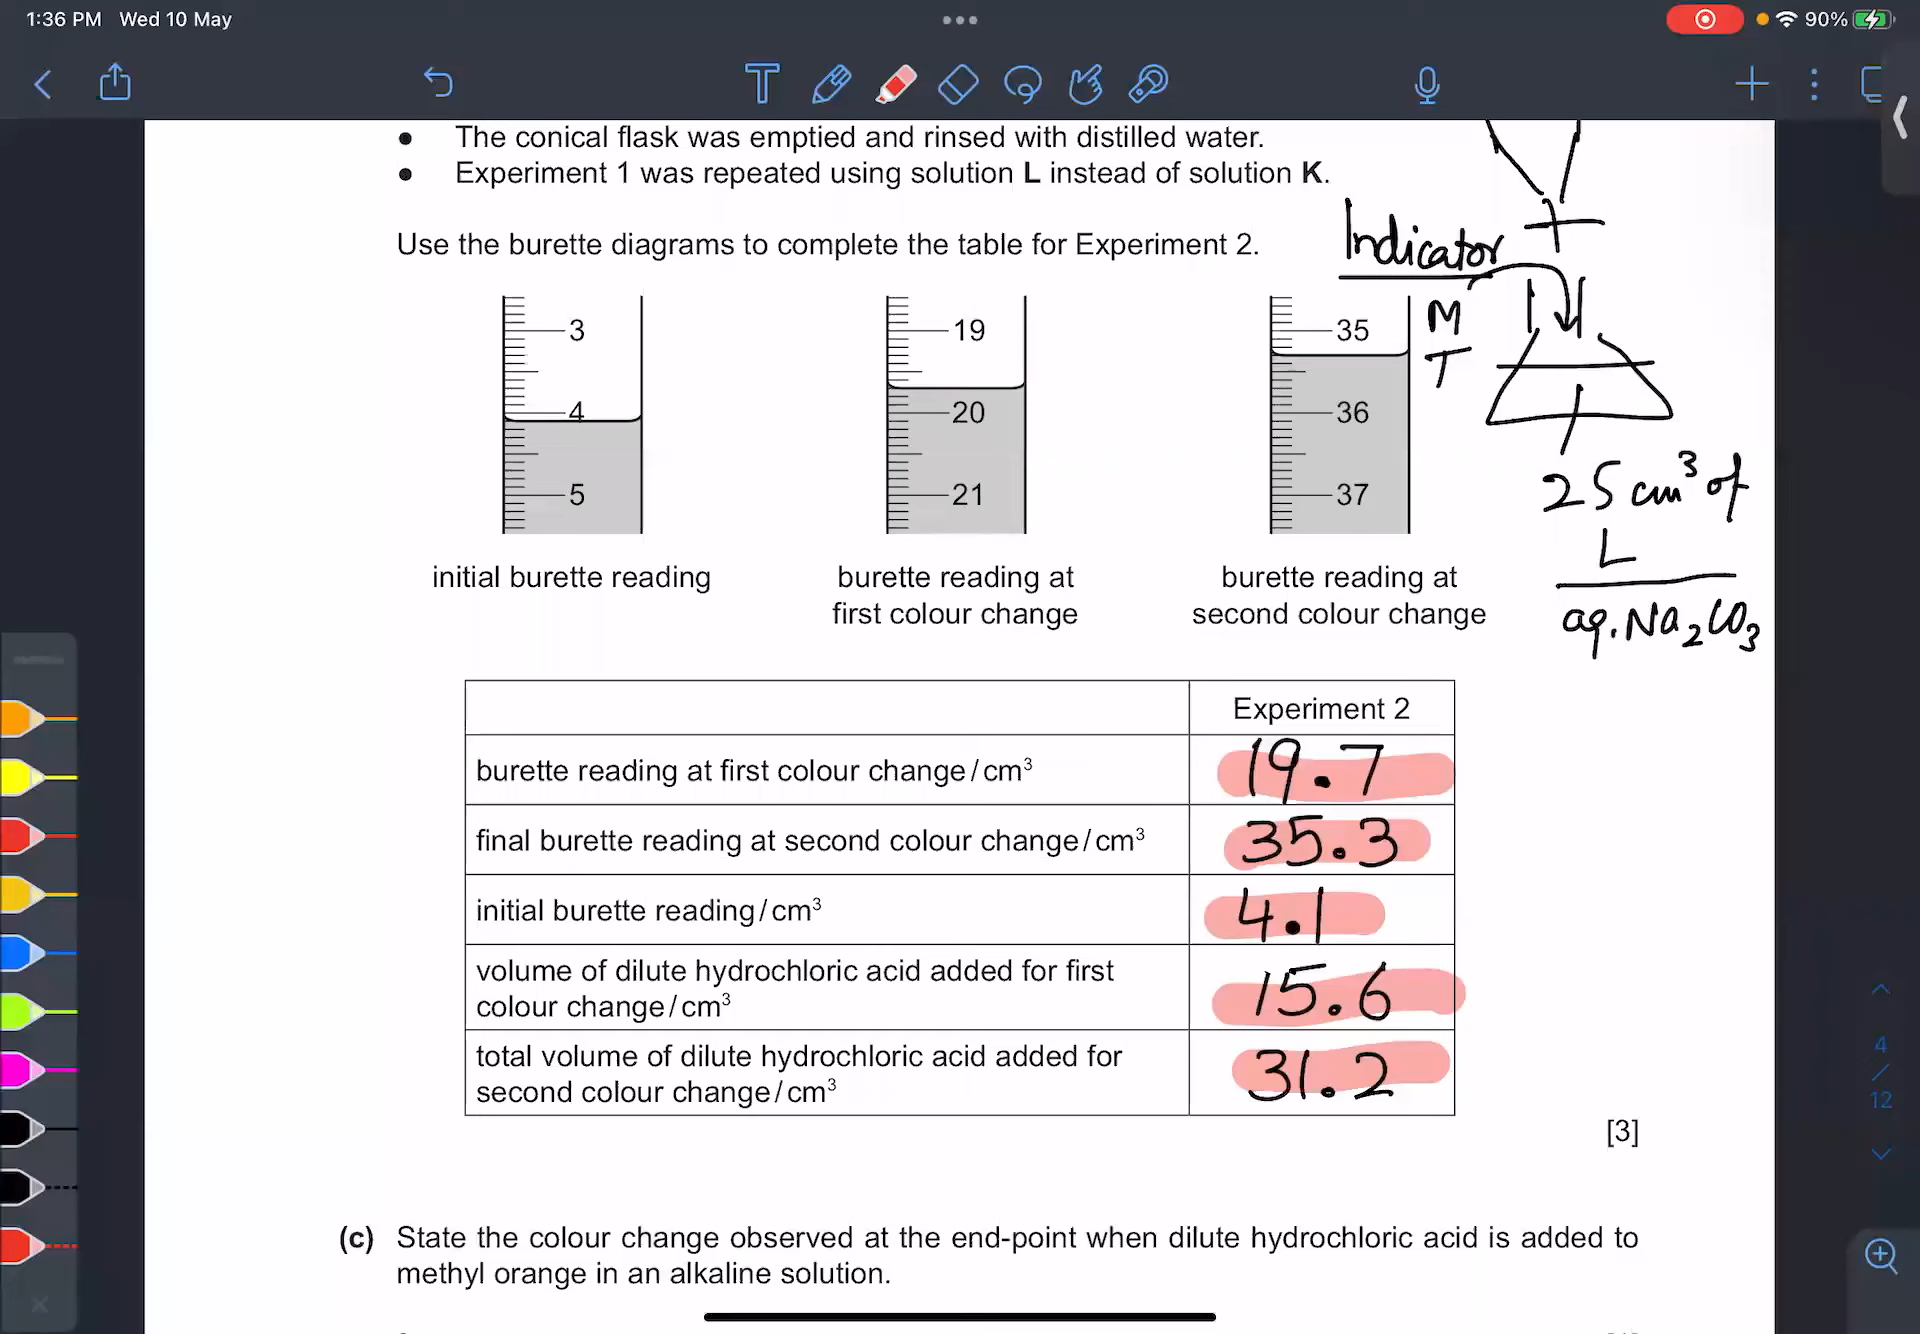 1:36 PM Wed 10 May
90%
• The conical flask was emptied and rinsed with distilled water.
• Experiment 1 was repeated using solution L instead of solution K.
Use the burette diagrams to complete the table for Experiment 2.
Indicator
M
T
3
4
5
19
20
21
35
36
37
25 cm³ of
L
aq. Na₂CO₃
initial burette reading
burette reading at
first colour change
burette reading at
second colour change
Experiment 2
burette reading at first colour change/cm³ 19.7
final burette reading at second colour change/cm³ 35.3
initial burette reading/cm³ 4.1
volume of dilute hydrochloric acid added for first
colour change/cm³ 15.6
total volume of dilute hydrochloric acid added for
second colour change/cm³ 31.2
[3]
4
/
12
(c) State the colour change observed at the end-point when dilute hydrochloric acid is added to
methyl orange in an alkaline solution.